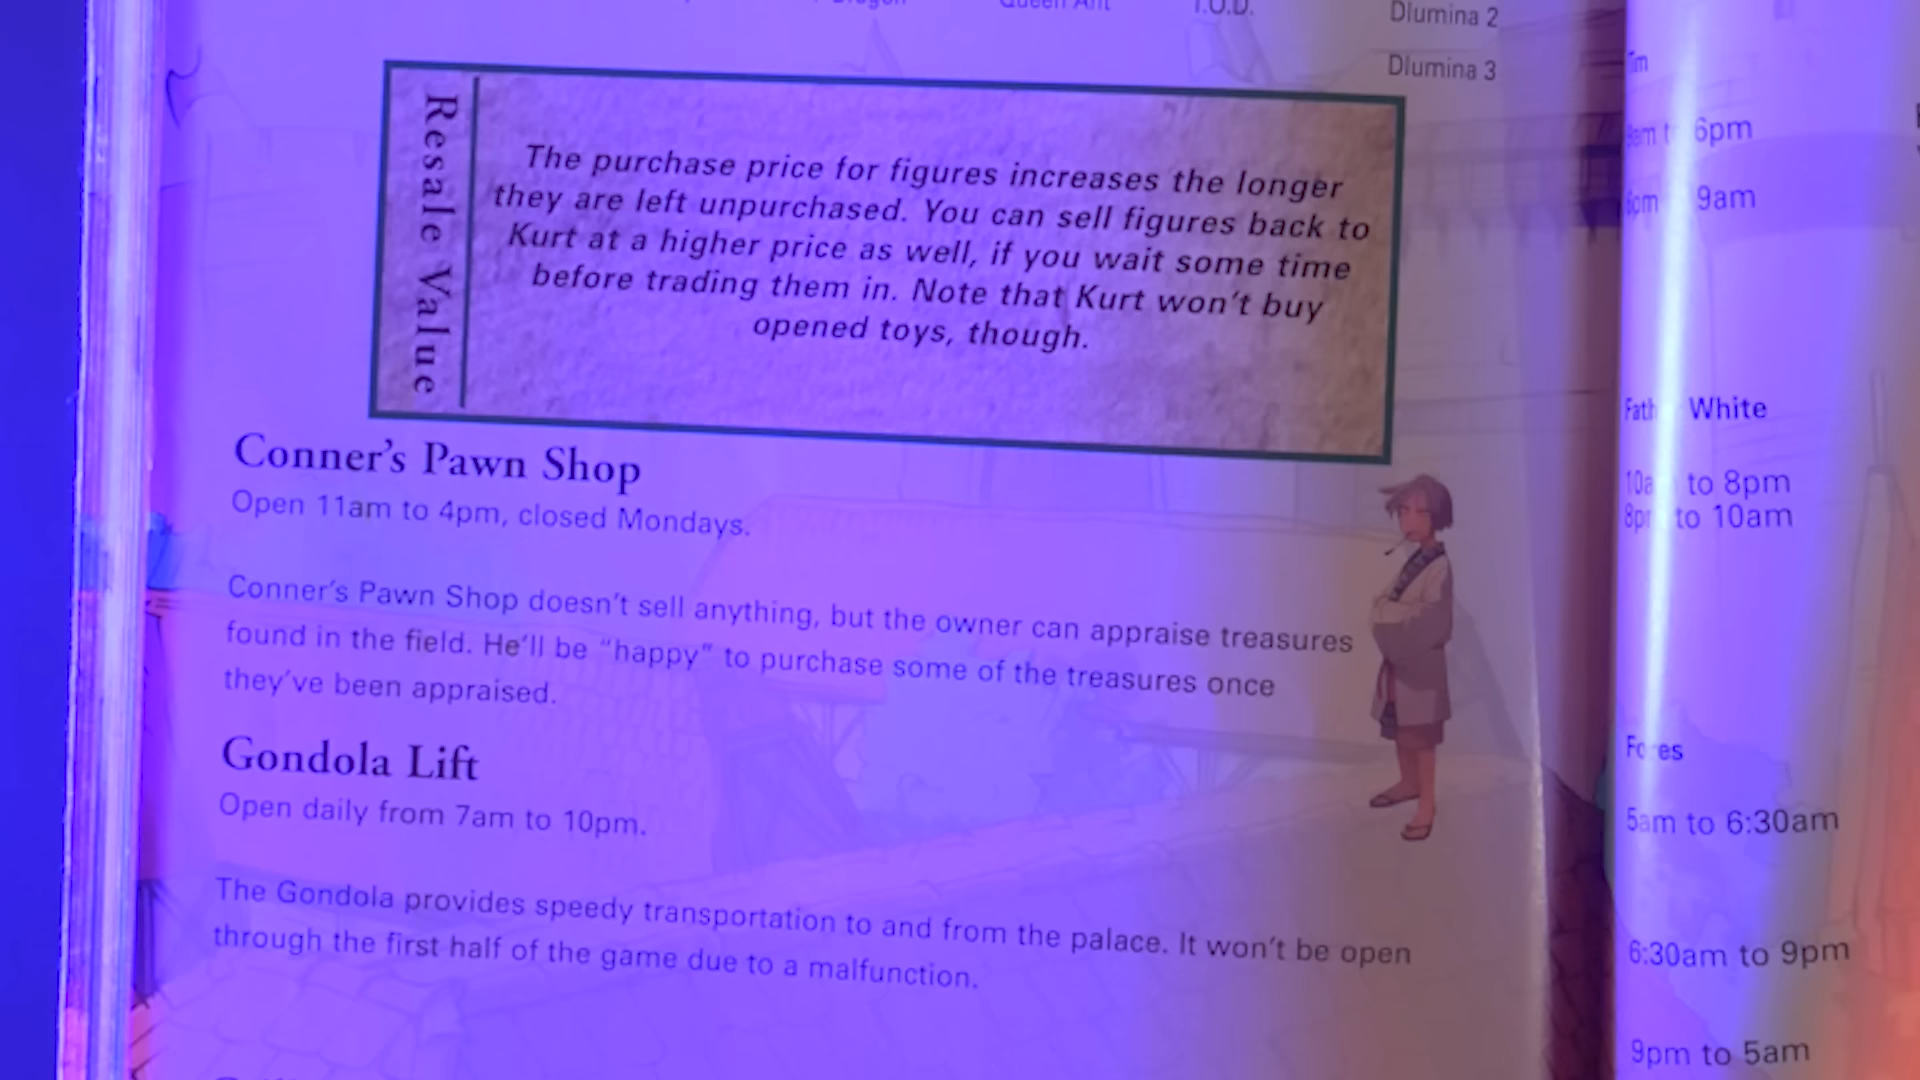 Queen Ant
T.O.D.
Dlumina 2
Dlumina 3
Resale Value
The purchase price for figures increases the longer
they are left unpurchased. You can sell figures back to
Kurt at a higher price as well, if you wait some time
before trading them in. Note that Kurt won't buy
opened toys, though.
Conner's Pawn Shop
Open 11am to 4pm, closed Mondays.
Conner's Pawn Shop doesn't sell anything, but the owner can appraise treasures
found in the field. He'll be “happy” to purchase some of the treasures once
they've been appraised.
Gondola Lift
Open daily from 7am to 10pm.
The Gondola provides speedy transportation to and from the palace. It won't be open
through the first half of the game due to a malfunction.
6pm
9am
White
to 8pm
to 10am
5am to 6:30am
6:30am to 9pm
9pm to 5am